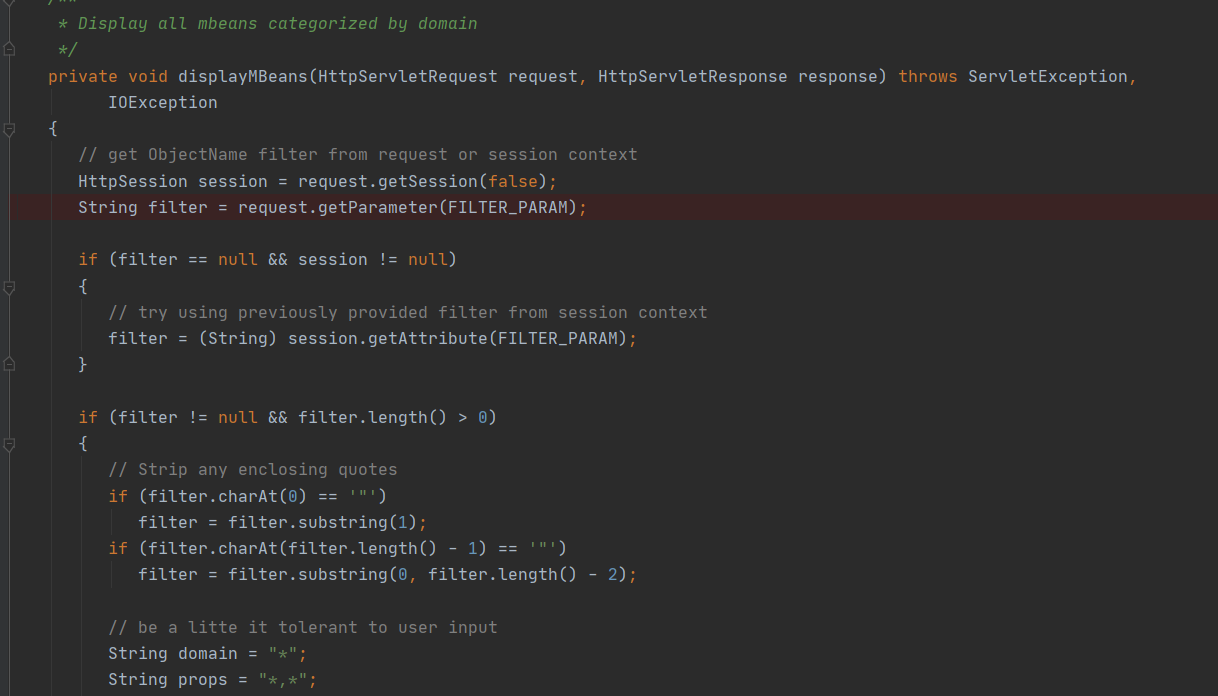 /**
* Display all mbeans categorized by domain
*/
private void displayMBeans(HttpServletRequest request, HttpServletResponse response) throws ServletException,
IOException
{
// get ObjectName filter from request or session context
HttpSession session = request.getSession(false);
String filter = request.getParameter(FILTER_PARAM);
if (filter == null && session != null)
{
// try using previously provided filter from session context
filter = (String) session.getAttribute(FILTER_PARAM);
}
if (filter != null && filter.length() > 0)
{
// Strip any enclosing quotes
if (filter.charAt(0) == '"')
filter = filter.substring(1);
if (filter.charAt(filter.length() - 1) == '"')
filter = filter.substring(0, filter.length() - 2);
// be a litte it tolerant to user input
String domain = "*";
String props = "*,*";